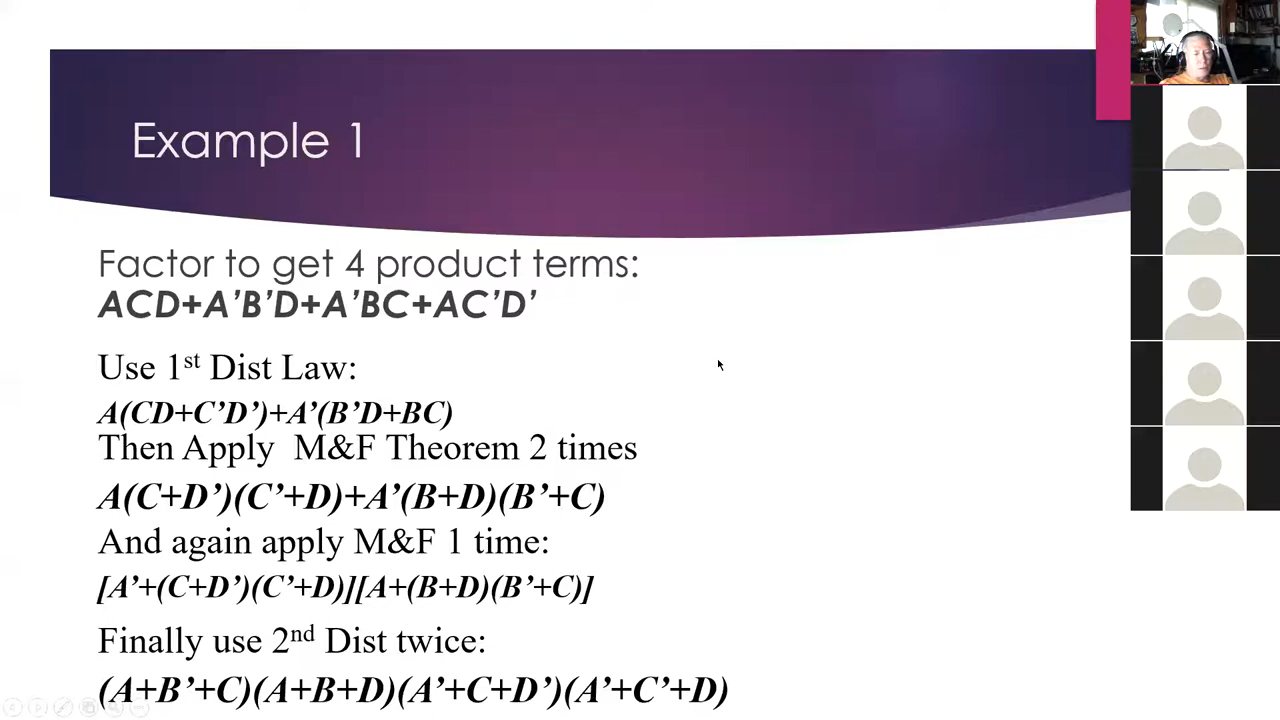 Example 1
Factor to get 4 product terms:
ACD+A’B’D+A’BC+AC’D’
Use 1st Dist Law:
A(CD+C’D’)+A’(B’D+BC)
Then Apply M&F Theorem 2 times
A(C+D’)(C’+D)+A’(B+D)(B’+C)
And again apply M&F 1 time:
[A’+(C+D’)(C’+D)][A+(B+D)(B’+C)]
Finally use 2nd Dist twice:
(A+B’+C)(A+B+D)(A’+C+D’)(A’+C’+D)